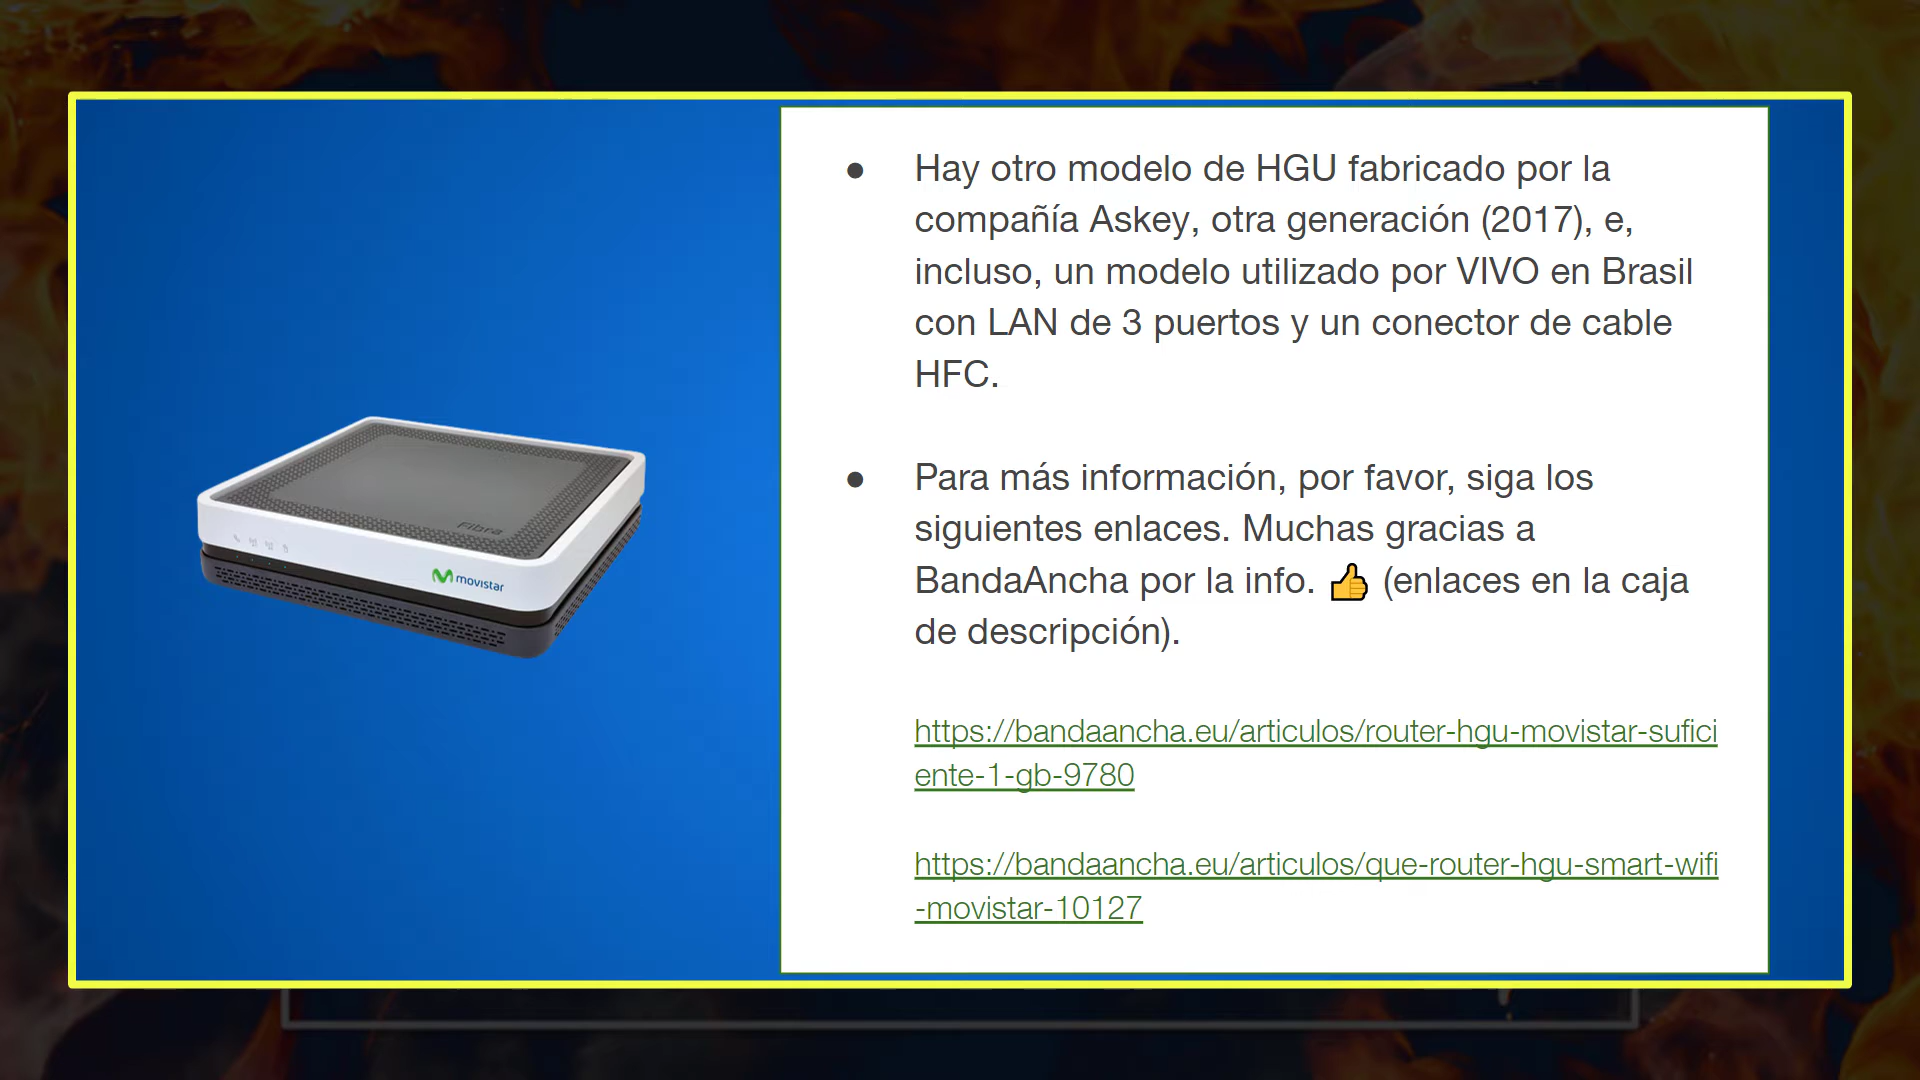 ● Hay otro modelo de HGU fabricado por la
compañía Askey, otra generación (2017), e,
incluso, un modelo utilizado por VIVO en Brasil
con LAN de 3 puertos y un conector de cable
HFC.
● Para más información, por favor, siga los
siguientes enlaces. Muchas gracias a
BandaAncha por la info. 👍 (enlaces en la caja
de descripción).
https://bandaancha.eu/articulos/router-hgu-movistar-sufici
ente-1-gb-9780
https://bandaancha.eu/articulos/que-router-hgu-smart-wifi
-movistar-10127
Fibra
movistar